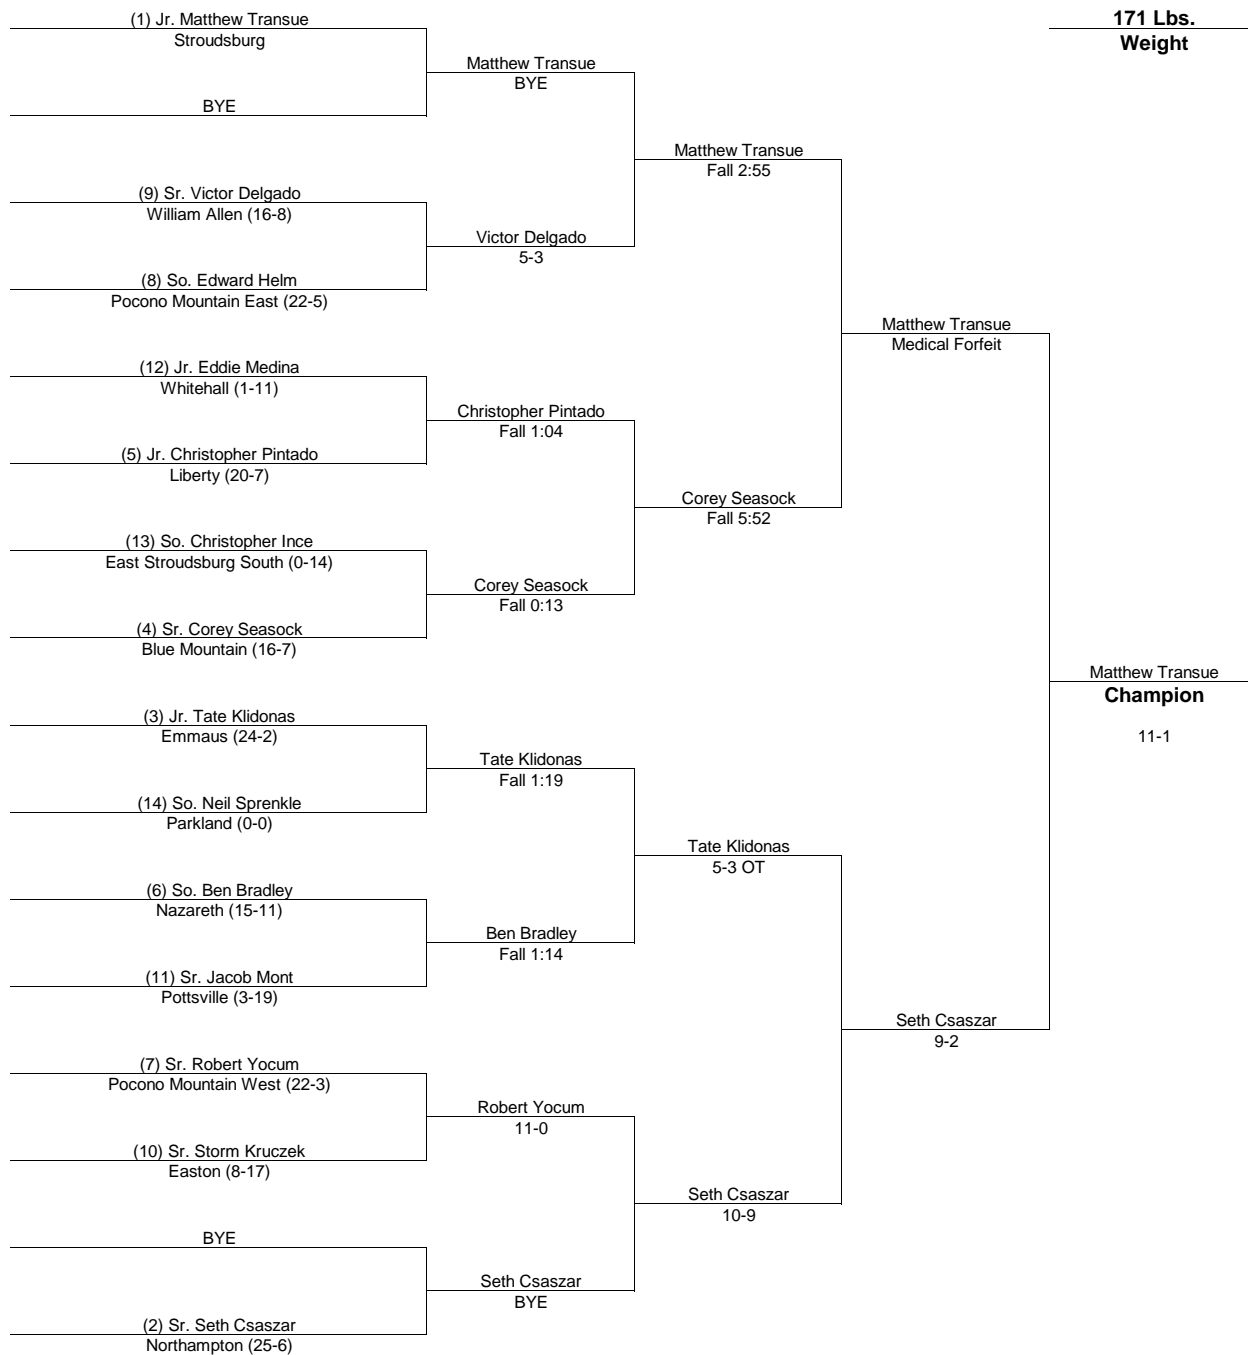 171 Lbs.
Weight
(1) Jr. Matthew Transue
Stroudsburg
BYE
(9) Sr. Victor Delgado
William Allen (16-8)
(8) So. Edward Helm
Pocono Mountain East (22-5)
(12) Jr. Eddie Medina
Whitehall (1-11)
(5) Jr. Christopher Pintado
Liberty (20-7)
(13) So. Christopher Ince
East Stroudsburg South (0-14)
(4) Sr. Corey Seasock
Blue Mountain (16-7)
(3) Jr. Tate Klidonas
Emmaus (24-2)
(14) So. Neil Sprenkle
Parkland (0-0)
(6) So. Ben Bradley
Nazareth (15-11)
(11) Sr. Jacob Mont
Pottsville (3-19)
(7) Sr. Robert Yocum
Pocono Mountain West (22-3)
(10) Sr. Storm Kruczek
Easton (8-17)
BYE
(2) Sr. Seth Csaszar
Northampton (25-6)
Matthew Transue
BYE
Victor Delgado
5-3
Christopher Pintado
Fall 1:04
Corey Seasock
Fall 0:13
Tate Klidonas
Fall 1:19
Ben Bradley
Fall 1:14
Robert Yocum
11-0
Seth Csaszar
BYE
Matthew Transue
Fall 2:55
Corey Seasock
Fall 5:52
Tate Klidonas
5-3 OT
Seth Csaszar
10-9
Matthew Transue
Medical Forfeit
Seth Csaszar
9-2
Matthew Transue
Champion
11-1